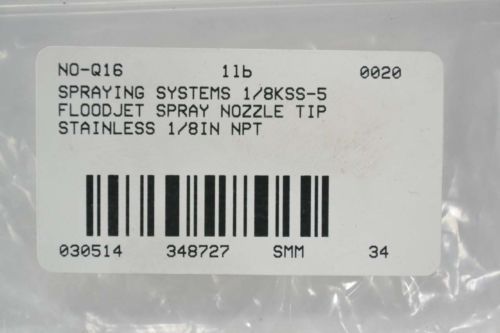 NO-Q16 1lb 0020
SPRAYING SYSTEMS 1/8KSS-5
FLOODJET SPRAY NOZZLE TIP
STAINLESS 1/8IN NPT
030514 348727 SMM 34